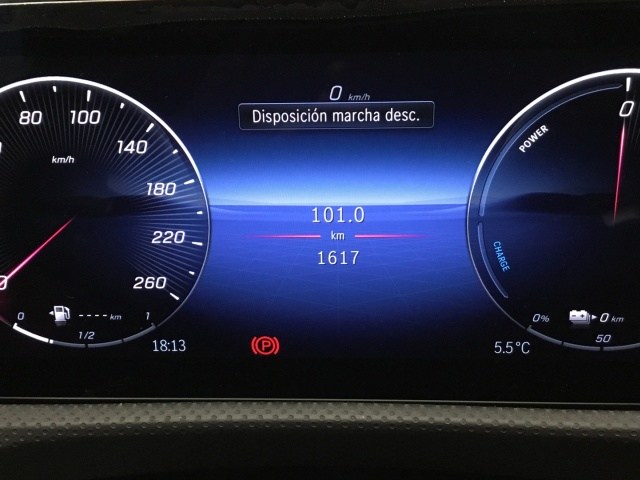 0 km/h
Disposición marcha desc.
80 100 140 180 220 260
km/h
101.0
km
1617
POWER
0
CHARGE
0 1/2 1
----- km
18:13
(P)
5.5°C
0% 50
0 km